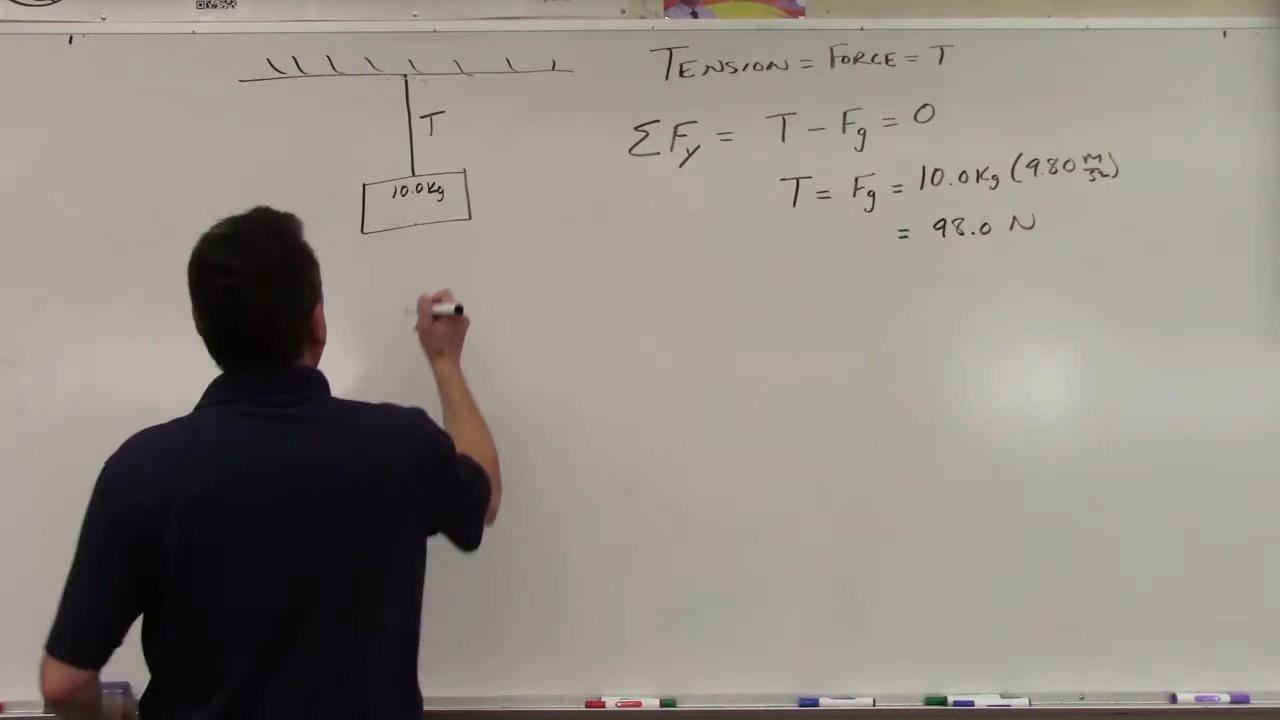 TENSION = FORCE = T
T
ΣFy = T - Fg = 0
10.0 Kg
T = Fg = 10.0 Kg (9.80 m/s²)
= 98.0 N